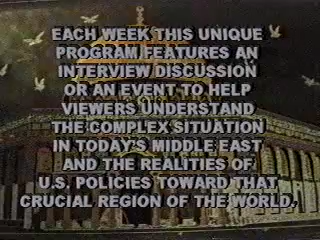 EACH WEEK THIS UNIQUE
PROGRAM FEATURES AN
INTERVIEW DISCUSSION
OR AN EVENT TO HELP
VIEWERS UNDERSTAND
THE COMPLEX SITUATION
IN TODAY'S MIDDLE EAST
AND THE REALITIES OF
U.S. POLICIES TOWARD THAT
CRUCIAL REGION OF THE WORLD.